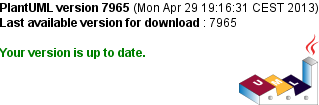 PlantUML version 7965 (Mon Apr 29 19:16:31 CEST 2013)
Last available version for download : 7965
Your version is up to date.
U M L